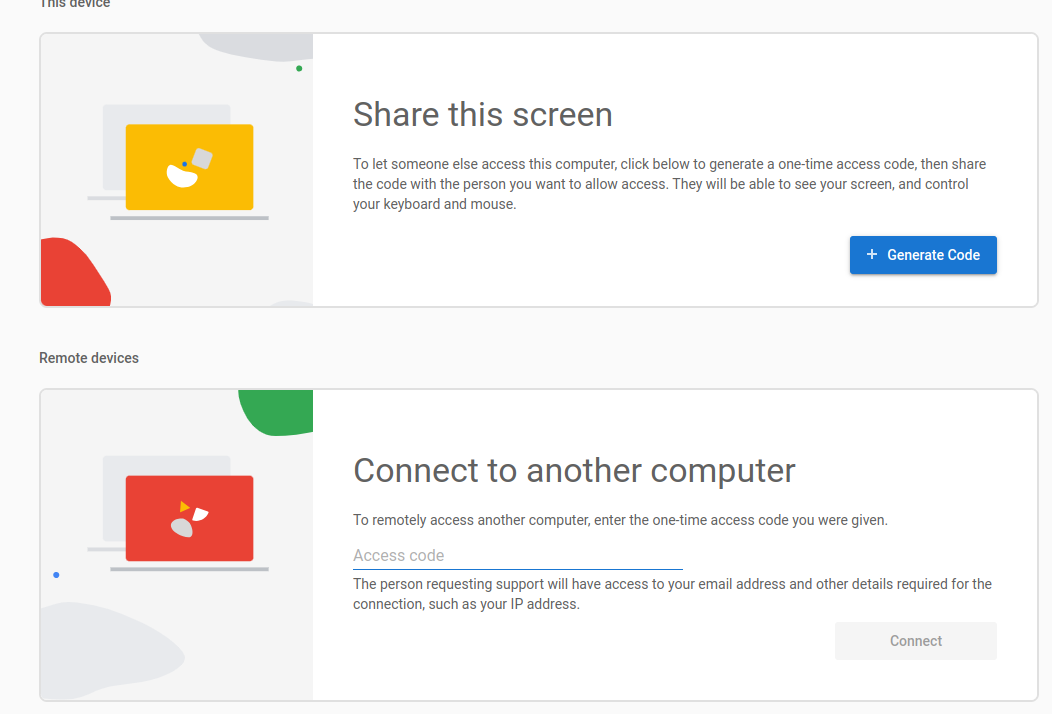 This device
Share this screen
To let someone else access this computer, click below to generate a one-time access code, then share
the code with the person you want to allow access. They will be able to see your screen, and control
your keyboard and mouse.
+ Generate Code
Remote devices
Connect to another computer
To remotely access another computer, enter the one-time access code you were given.
Access code
The person requesting support will have access to your email address and other details required for the
connection, such as your IP address.
Connect